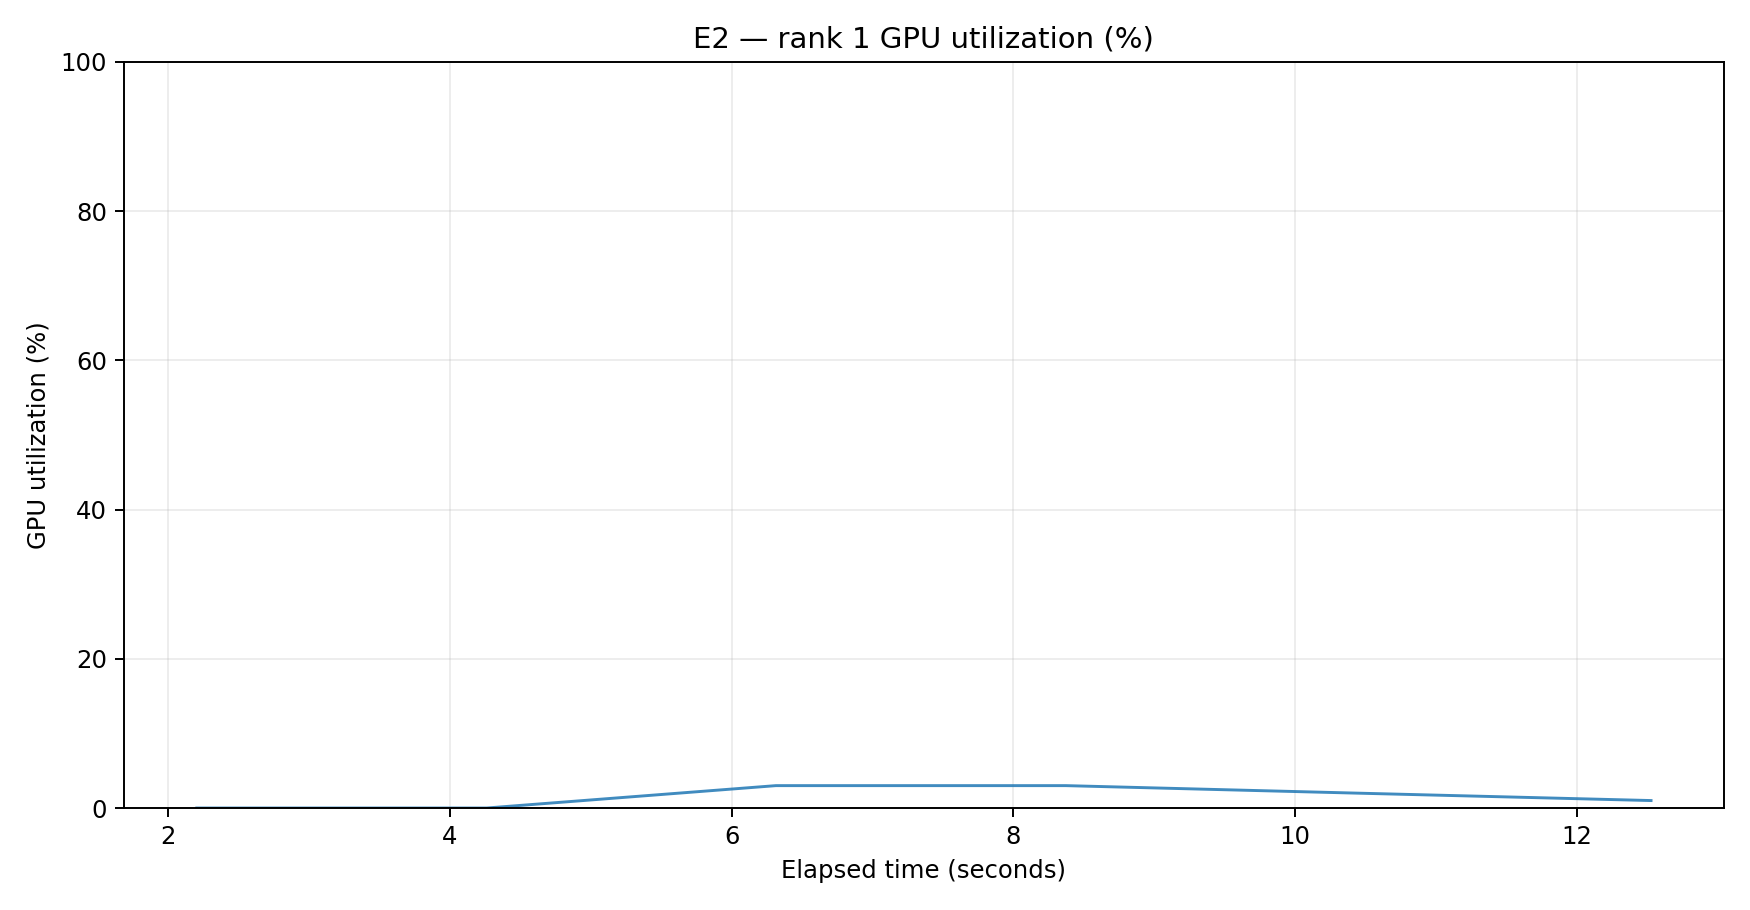 E2 — rank 1 GPU utilization (%)
GPU utilization (%)
100
80
60
40
20
0
2 4 6 8 10 12
Elapsed time (seconds)